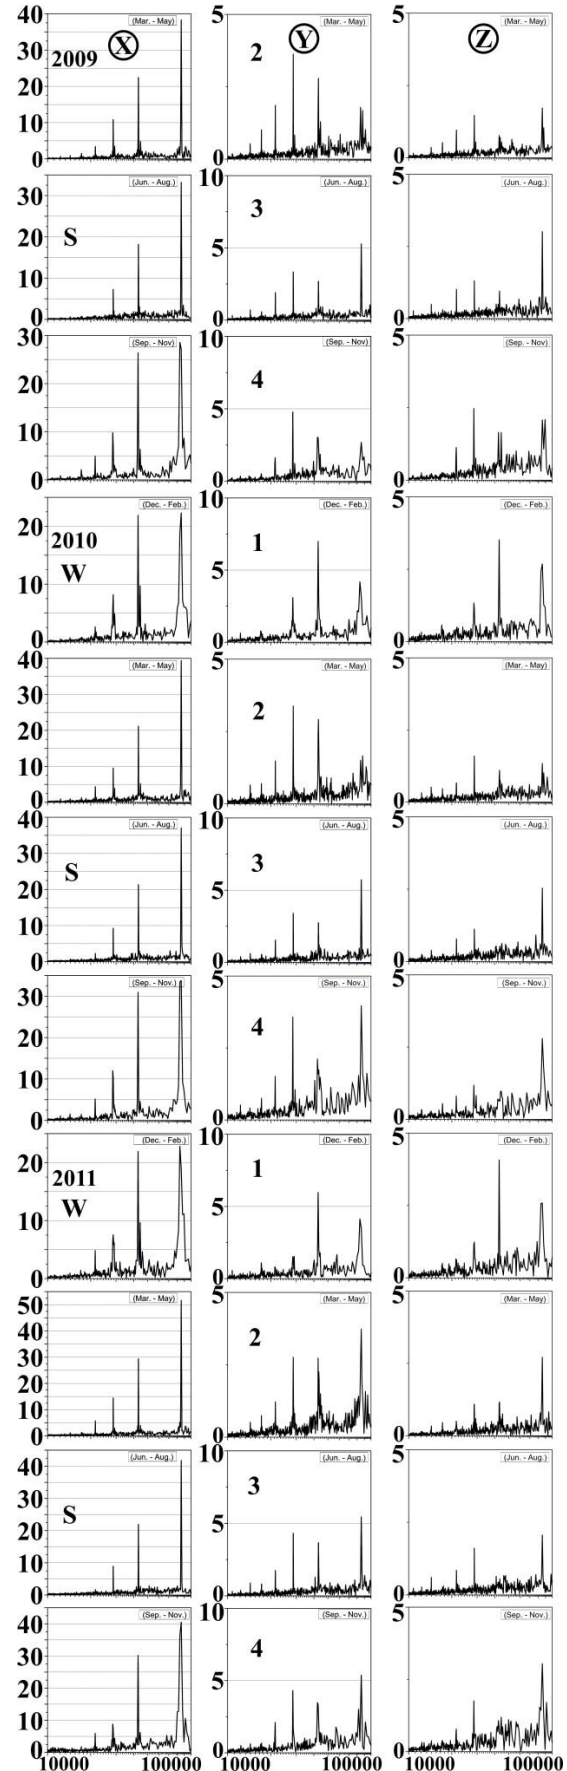 40
30
20
10
0
2009
X
(Mar. - May)
5
0
2
Y
(Mar. - May)
5
0
Z
(Mar. - May)
30
20
10
0
S
(Jun. - Aug.)
10
5
0
3
(Jun. - Aug.)
5
0
(Jun. - Aug.)
30
20
10
0
(Sep. - Nov)
10
5
0
4
(Sep. - Nov)
5
0
(Sep. - Nov)
20
10
0
2010
W
(Dec. - Feb.)
10
5
0
1
(Dec. - Feb.)
5
0
(Dec. - Feb.)
40
30
20
10
0
(Mar. - May)
5
0
2
(Mar. - May)
5
0
(Mar. - May)
40
30
20
10
0
S
(Jun. - Aug.)
10
5
0
3
(Jun. - Aug.)
5
0
(Jun. - Aug.)
30
20
10
0
(Sep. - Nov.)
5
0
4
(Sep. - Nov.)
5
0
(Sep. - Nov.)
20
10
0
2011
W
(Dec. - Feb.)
10
5
0
1
(Dec. - Feb.)
5
0
(Dec. - Feb.)
50
40
30
20
10
0
(Mar. - May)
5
0
2
(Mar. - May)
5
0
(Mar. - May)
40
30
20
10
0
S
(Jun. - Aug.)
10
5
0
3
(Jun. - Aug.)
5
0
(Jun. - Aug.)
40
30
20
10
0
(Sep. - Nov.)
10
5
0
4
(Sep. - Nov.)
5
0
(Sep. - Nov.)
10000 100000
10000 100000
10000 100000